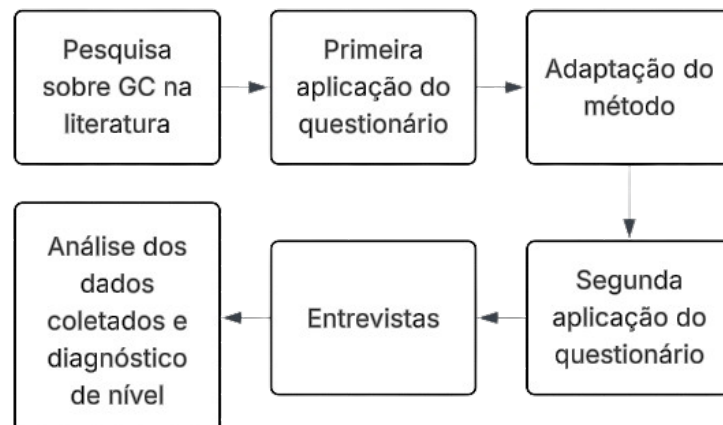 Pesquisa
sobre GC na
literatura
Primeira
aplicação do
questionário
Adaptação do
método
Segunda
aplicação do
questionário
Entrevistas
Análise dos
dados
coletados e
diagnóstico
de nível